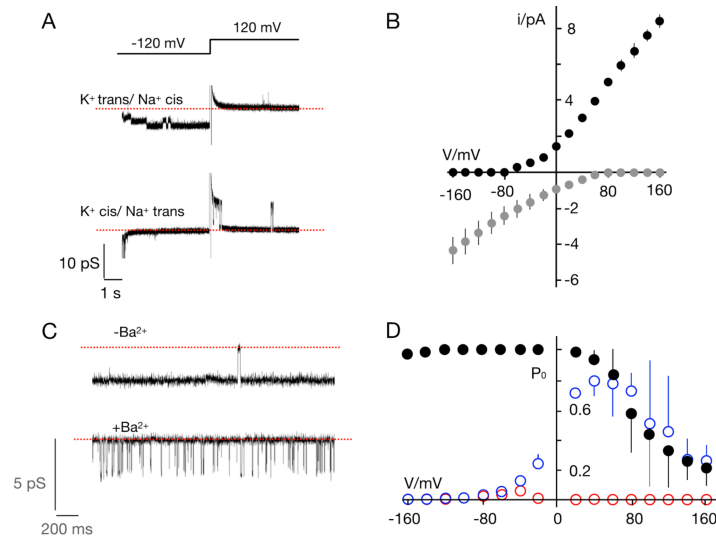 A
-120 mV
120 mV
K+ trans/ Na+ cis
K+ cis/ Na+ trans
10 pS
1 s
B
i/pA
8
4
V/mV
-160
-80
0
80
160
-2
-4
-6
C
-Ba2+
+Ba2+
5 pS
200 ms
D
P0
0.6
0.2
V/mV
-160
-80
0
80
160